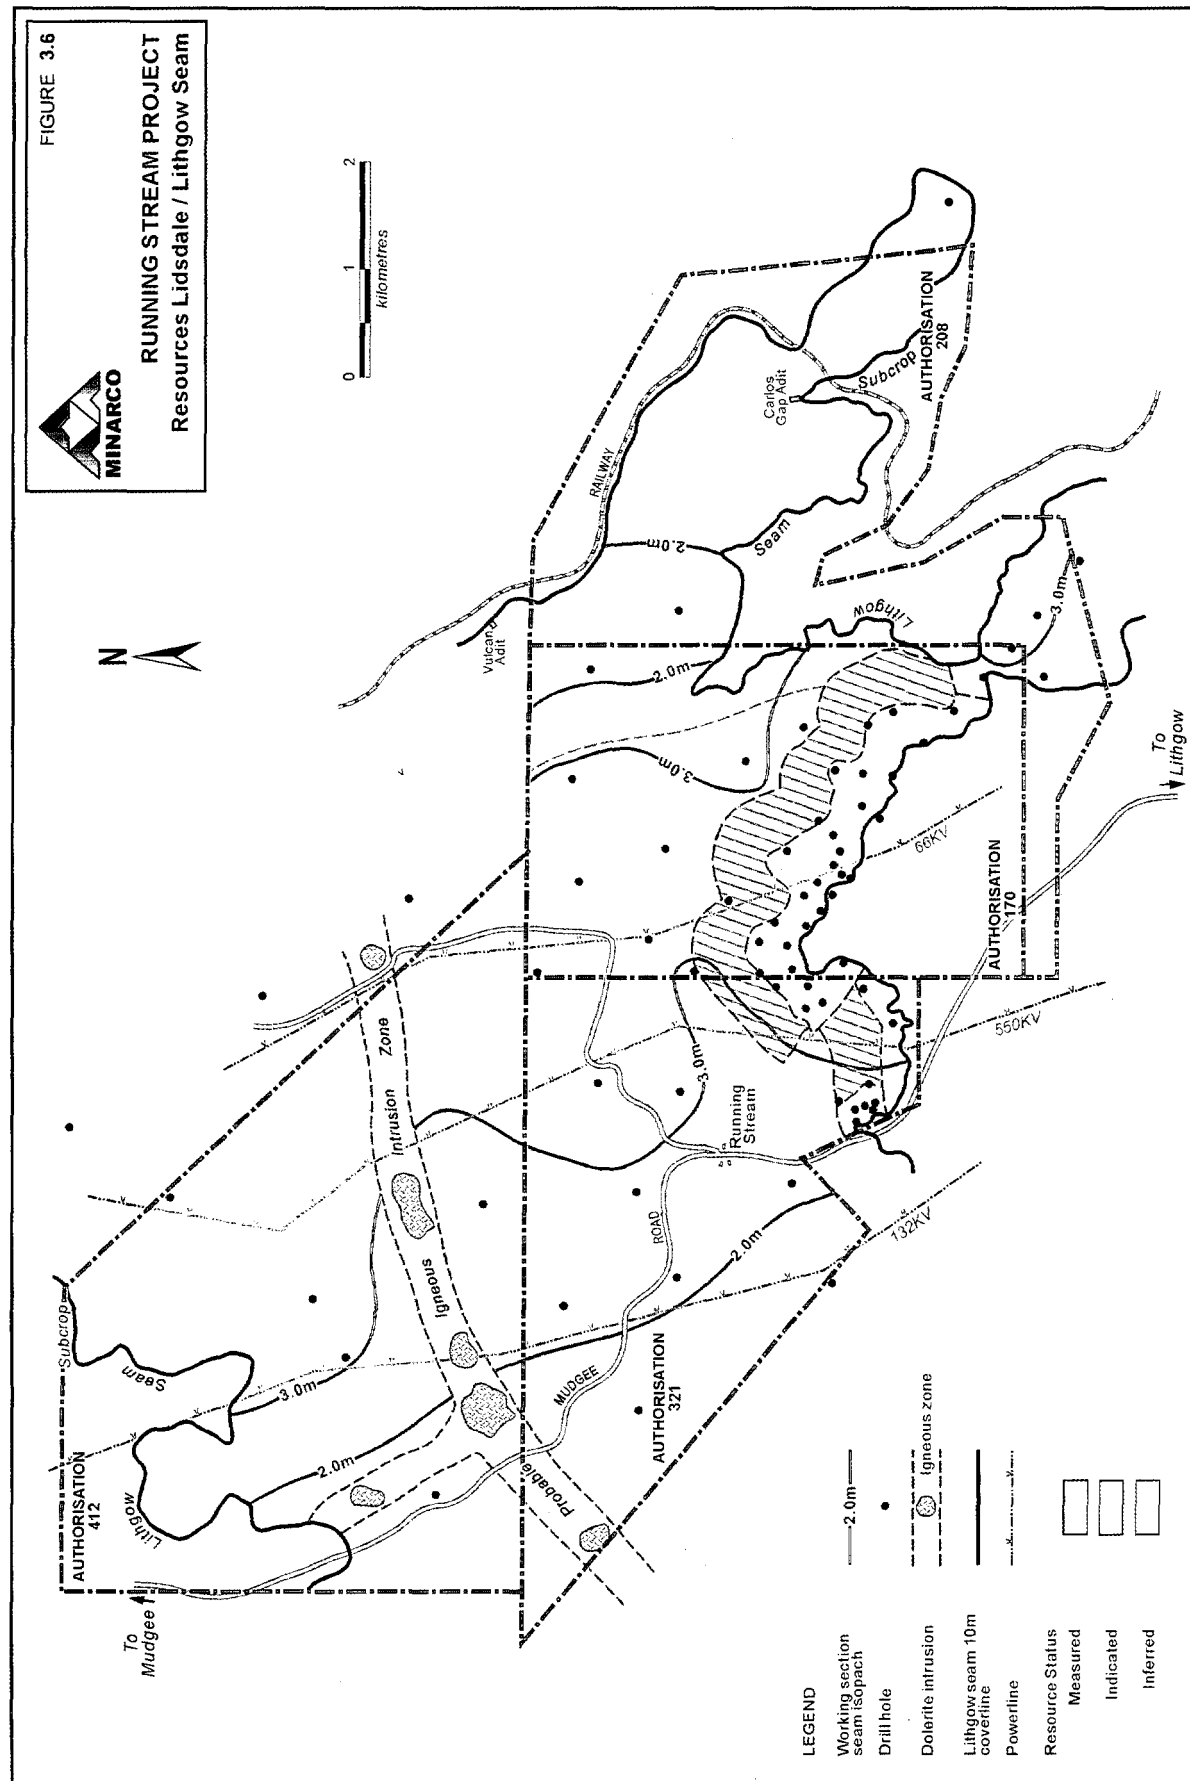 FIGURE 3.6
MINARCO
RUNNING STREAM PROJECT
Resources Lidsdale / Lithgow Seam
0 1 2
kilometres
N
To
Mudgee
AUTHORISATION
412
Lithgow
Seam
Subcrop
3.0m
2.0m
Probable
Igneous
Intrusion
Zone
MUDGEE
ROAD
AUTHORISATION
321
2.0m
132KV
Running
Stream
3.0m
550KV
66KV
AUTHORISATION
170
To
Lithgow
3.0m
2.0m
Vulcan
Adit
RAILWAY
2.0m
Seam
Lithgow
3.0m
Carlos
Gap Adit
Subcrop
AUTHORISATION
208
LEGEND
Working section
seam isopach
2.0m
Drill hole
Dolerite intrusion
Igneous zone
Lithgow seam 10m
coverline
Powerline
Resource Status
Measured
Indicated
Inferred